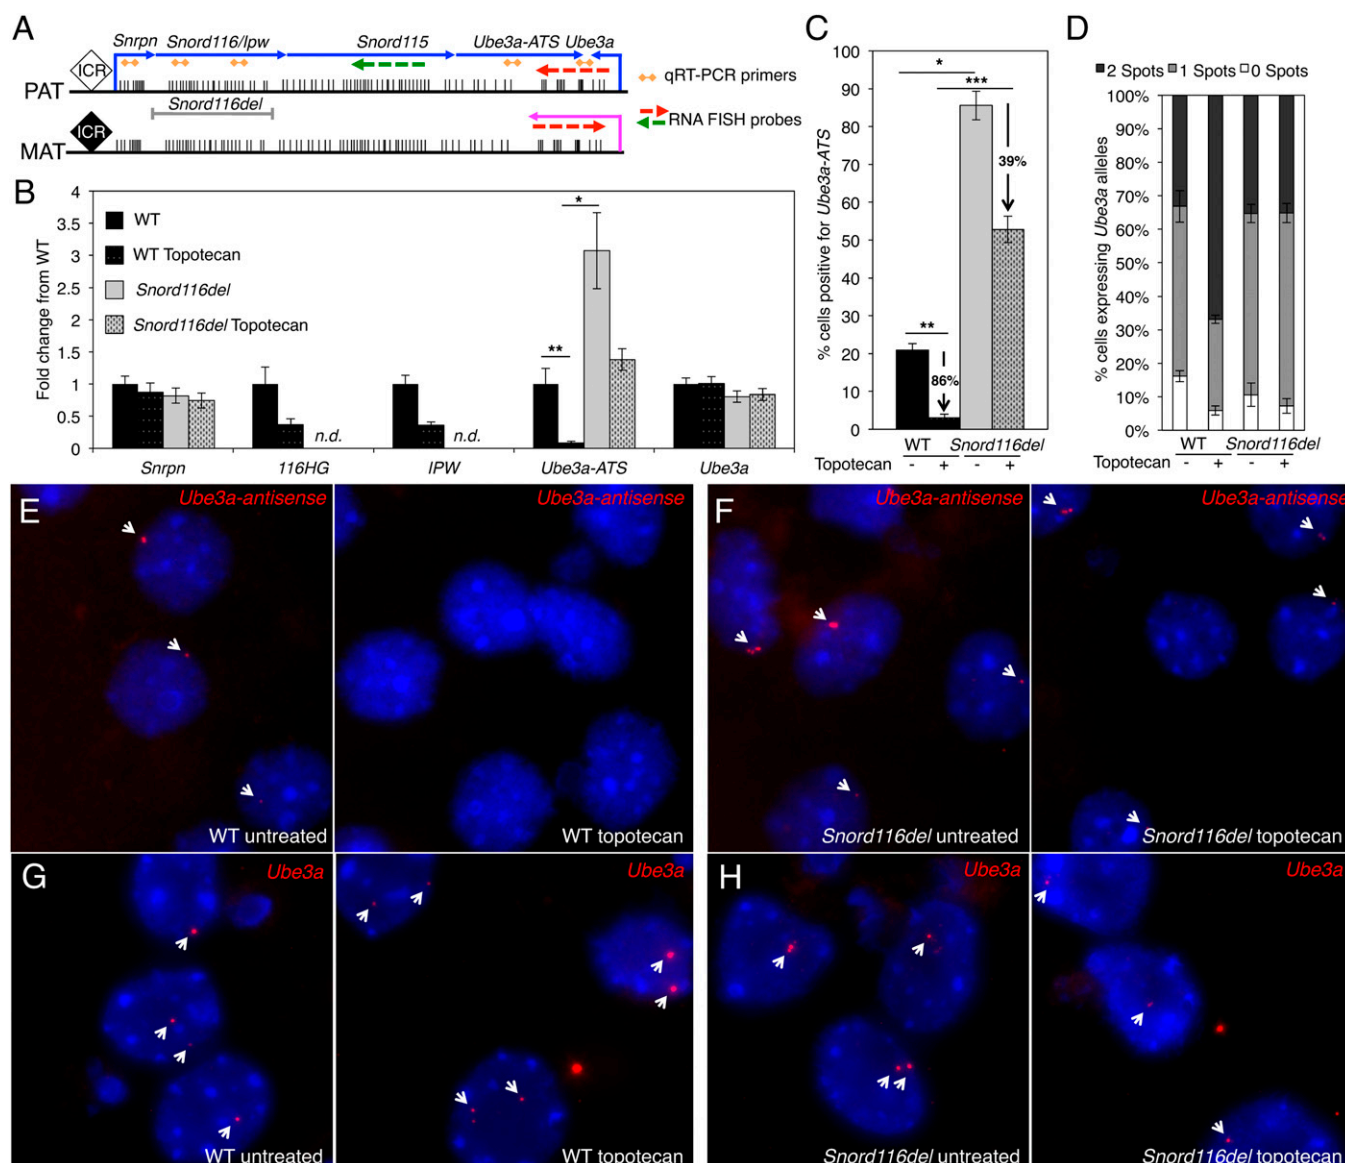 A
Snrpn Snord116/Ipw Snord115 Ube3a-ATS Ube3a
ICR
PAT
qRT-PCR primers
Snord116del
ICR
MAT
RNA FISH probes
B
Fold change from WT
4
3.5
3
2.5
2
1.5
1
0.5
0
WT
WT Topotecan
Snord116del
Snord116del Topotecan
**
*
n.d.
n.d.
Snrpn 116HG IPW Ube3a-ATS Ube3a
C
% cells positive for Ube3a-ATS
100
90
80
70
60
50
40
30
20
10
0
*
***
39%
**
86%
WT Snord116del
Topotecan - + - +
D
2 Spots 1 Spots 0 Spots
% cells expressing Ube3a alleles
100%
90%
80%
70%
60%
50%
40%
30%
20%
10%
0%
WT Snord116del
Topotecan - + - +
E
Ube3a-antisense
WT untreated
Ube3a-antisense
WT topotecan
F
Ube3a-antisense
Snord116del untreated
Ube3a-antisense
Snord116del topotecan
G
Ube3a
WT untreated
Ube3a
WT topotecan
H
Ube3a
Snord116del untreated
Ube3a
Snord116del topotecan